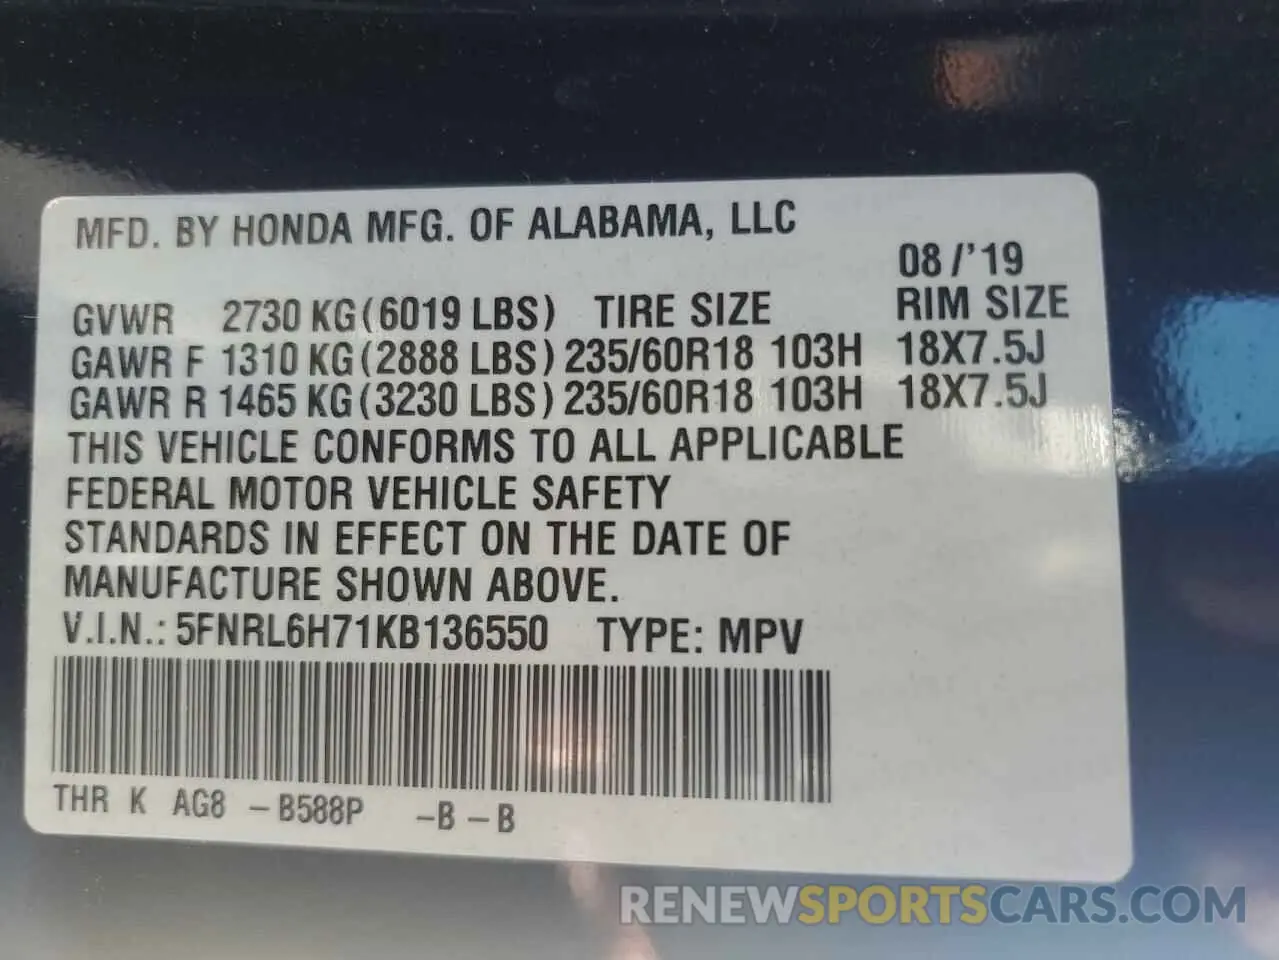 MFD. BY HONDA MFG. OF ALABAMA, LLC
08/'19
GVWR 2730 KG (6019 LBS) TIRE SIZE RIM SIZE
GAWR F 1310 KG (2888 LBS) 235/60R18 103H 18X7.5J
GAWR R 1465 KG (3230 LBS) 235/60R18 103H 18X7.5J
THIS VEHICLE CONFORMS TO ALL APPLICABLE
FEDERAL MOTOR VEHICLE SAFETY
STANDARDS IN EFFECT ON THE DATE OF
MANUFACTURE SHOWN ABOVE.
V.I.N.: 5FNRL6H71KB136550 TYPE: MPV
THR K AG8 -B588P -B-B
RENEWSPORTSCARS.COM